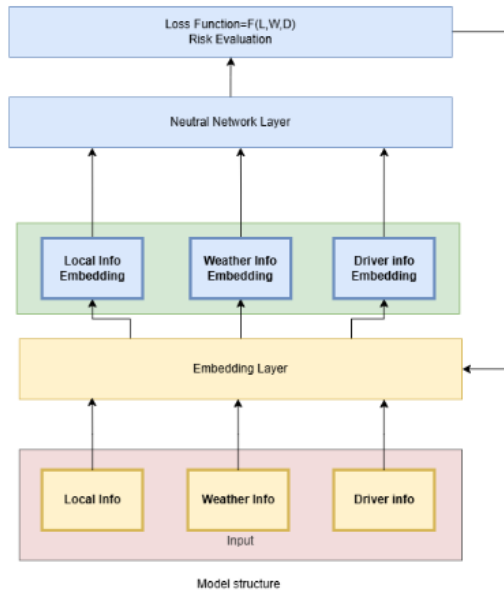 Loss Function=F(L,W,D)
Risk Evaluation
Neutral Network Layer
Local Info
Embedding
Weather Info
Embedding
Driver info
Embedding
Embedding Layer
Local Info
Weather Info
Driver info
Input
Model structure